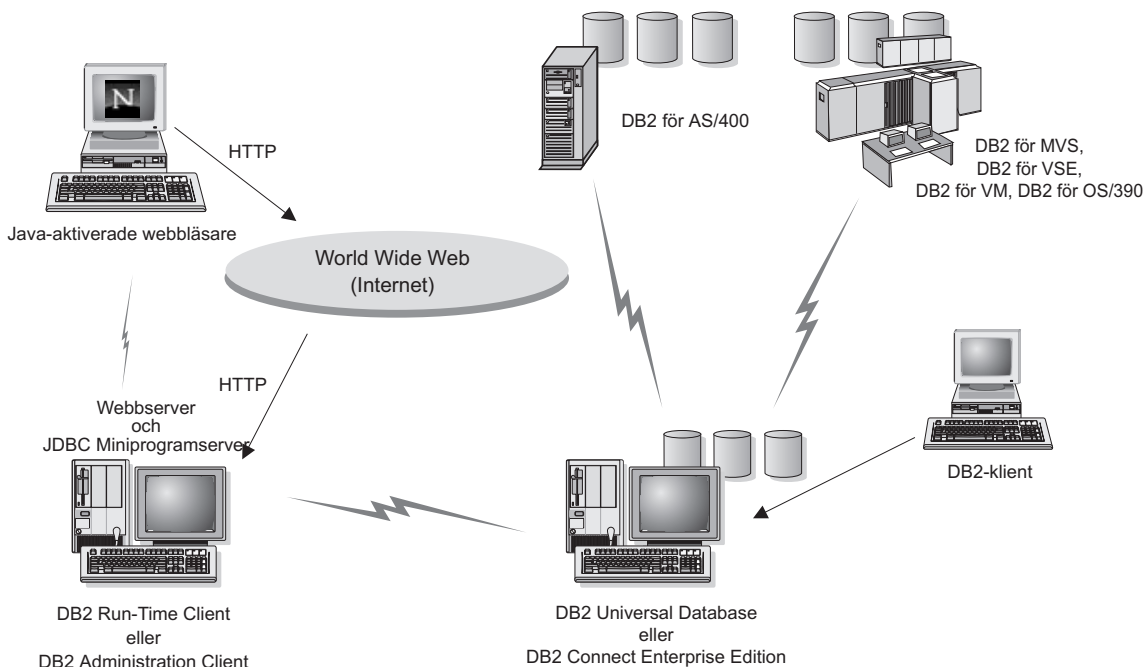 N
HTTP
Java-aktiverade webbläsare
DB2 för AS/400
DB2 för MVS,
DB2 för VSE,
DB2 för VM, DB2 för OS/390
World Wide Web
(Internet)
HTTP
Webbserver
och
JDBC Miniprogramserver
DB2-klient
DB2 Run-Time Client
eller
DB2 Administration Client
DB2 Universal Database
eller
DB2 Connect Enterprise Edition